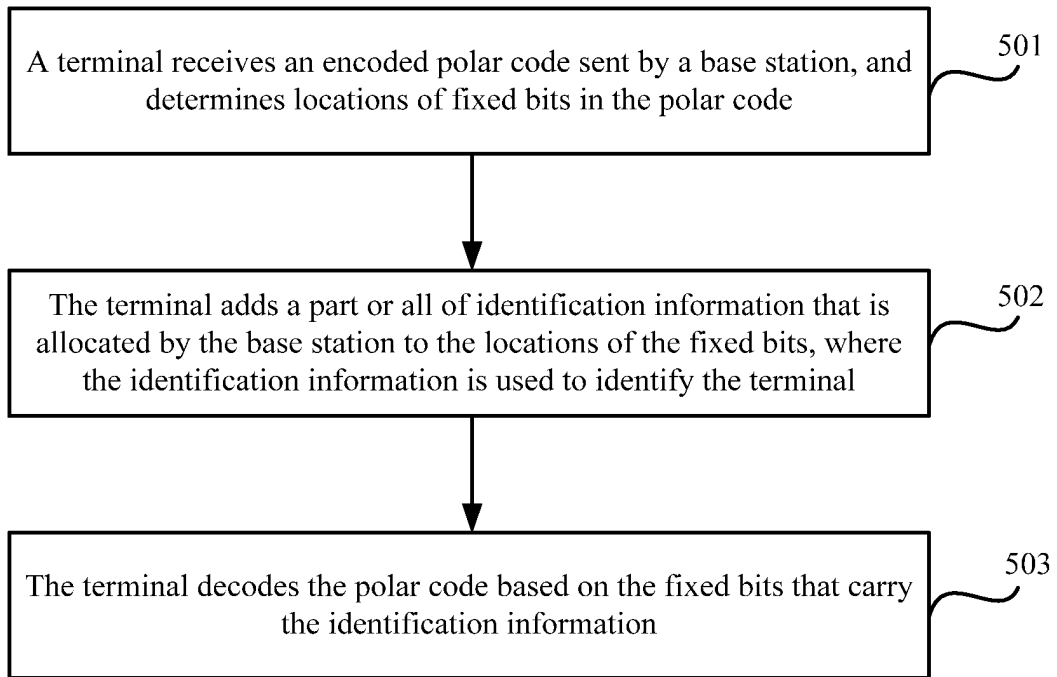 A terminal receives an encoded polar code sent by a base station, and
determines locations of fixed bits in the polar code
501
The terminal adds a part or all of identification information that is
allocated by the base station to the locations of the fixed bits, where
the identification information is used to identify the terminal
502
The terminal decodes the polar code based on the fixed bits that carry
the identification information
503